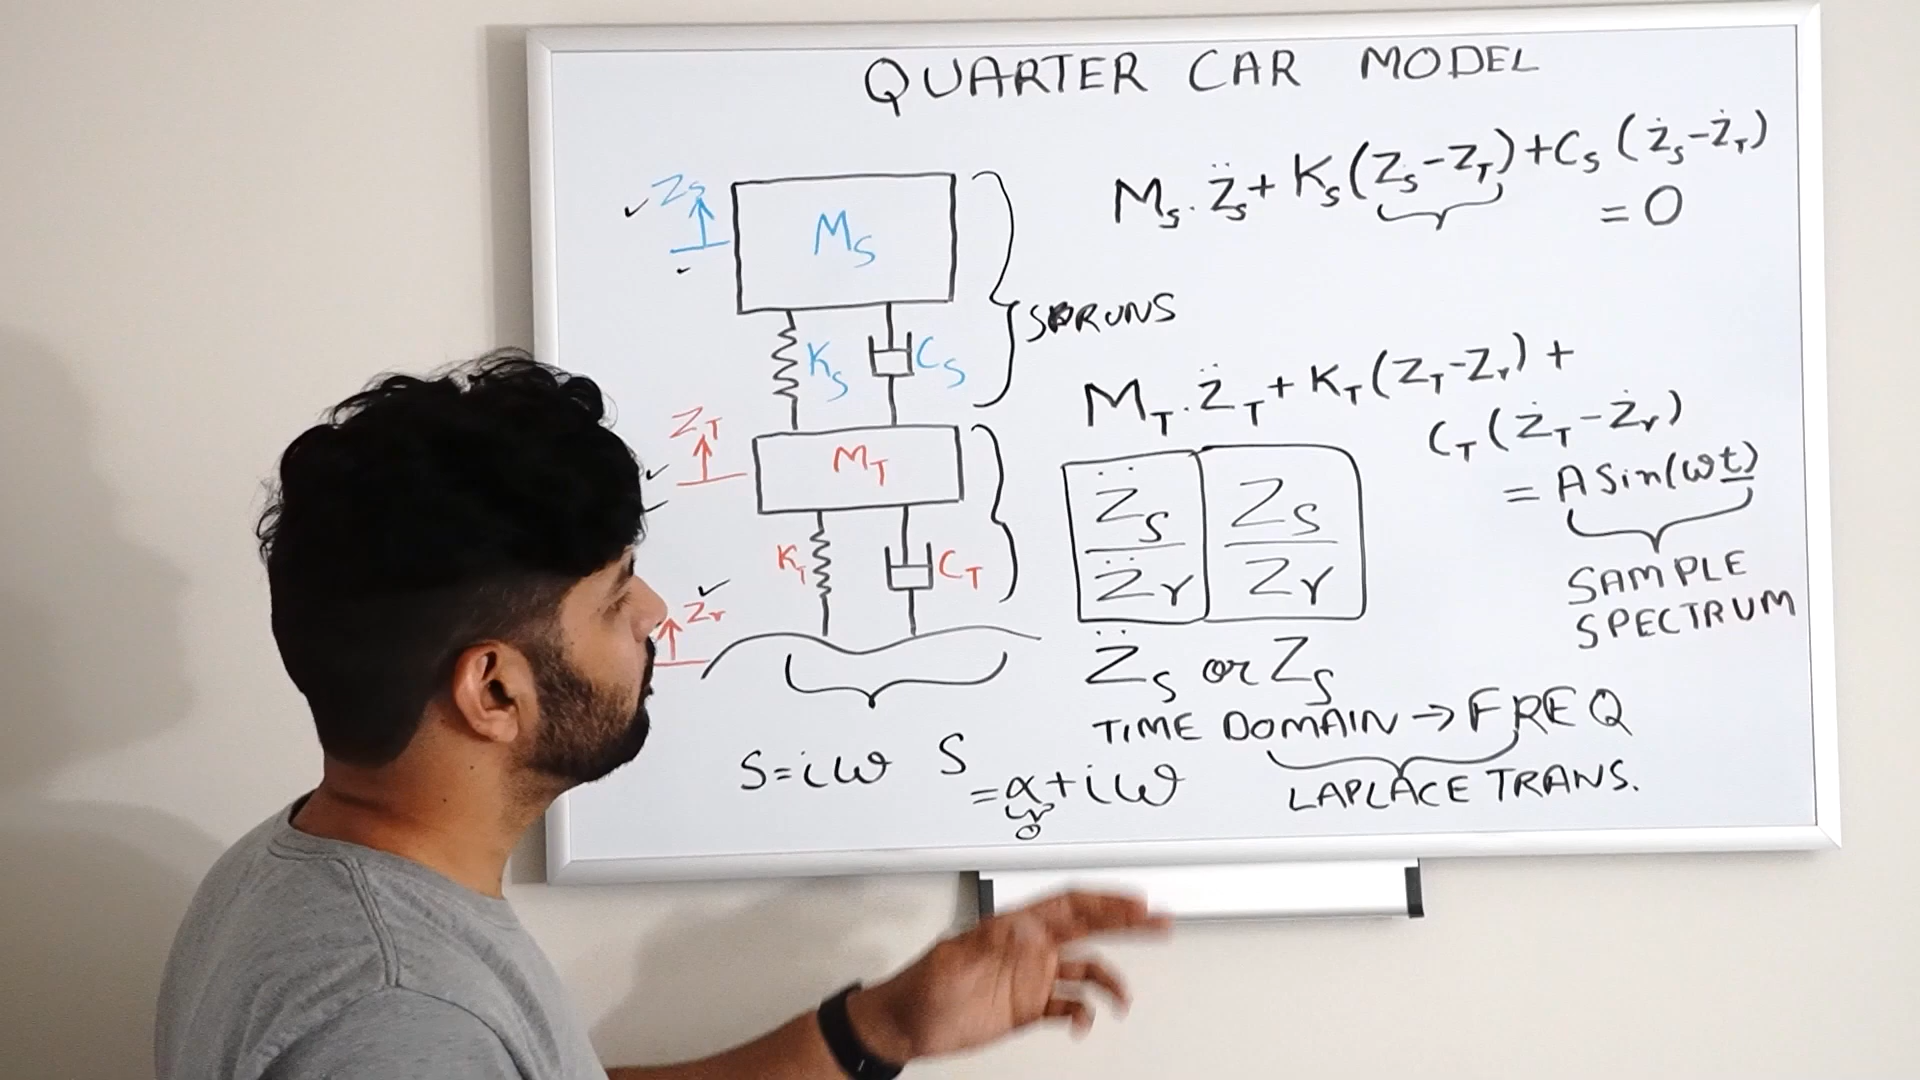 QUARTER CAR MODEL
Zs
Ms
Ks
Cs
ZT
MT
KT
CT
Zr
SPRUNS
Ms. z̈s + Ks (Zs - ZT) + Cs (żs - żT)
= 0
MT. z̈T + KT (ZT - Zr) +
CT (żT - żr)
= A Sin(ωt)
SAMPLE
SPECTRUM
Z̈s Zs
Z̈r Zr
Z̈s or Zs
TIME DOMAIN → FREQ
LAPLACE TRANS.
S = iω S
= α + iω
0